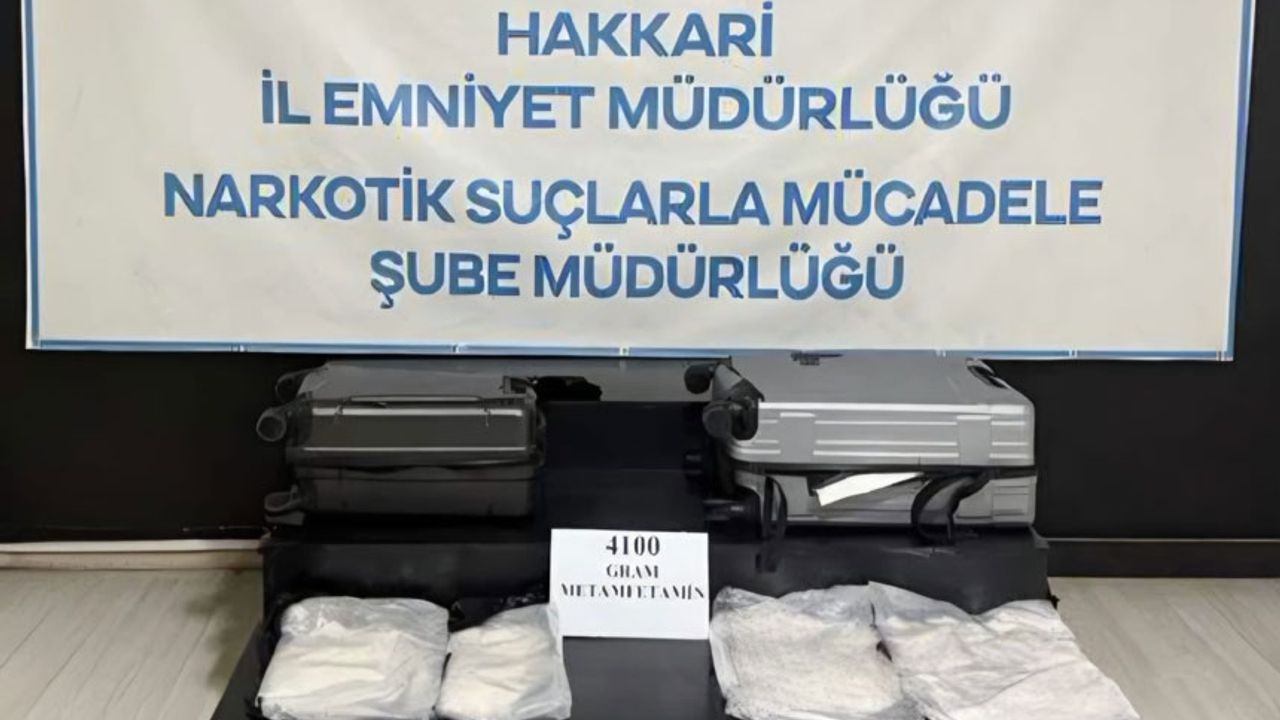 HAKKARİ
İL EMNİYET MÜDÜRLÜĞÜ
NARKOTİK SUÇLARLA MÜCADELE
ŞUBE MÜDÜRLÜĞÜ
4100
GRAM
METAMFETAMİN